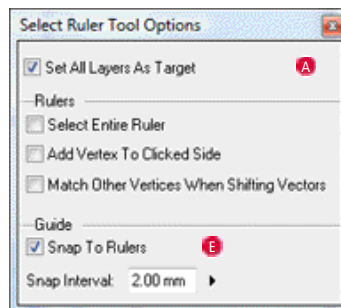 Select Ruler Tool Options
Set All Layers As Target A
Rulers
Select Entire Ruler
Add Vertex To Clicked Side
Match Other Vertices When Shifting Vectors
Guide
Snap To Rulers E
Snap Interval: 2.00 mm